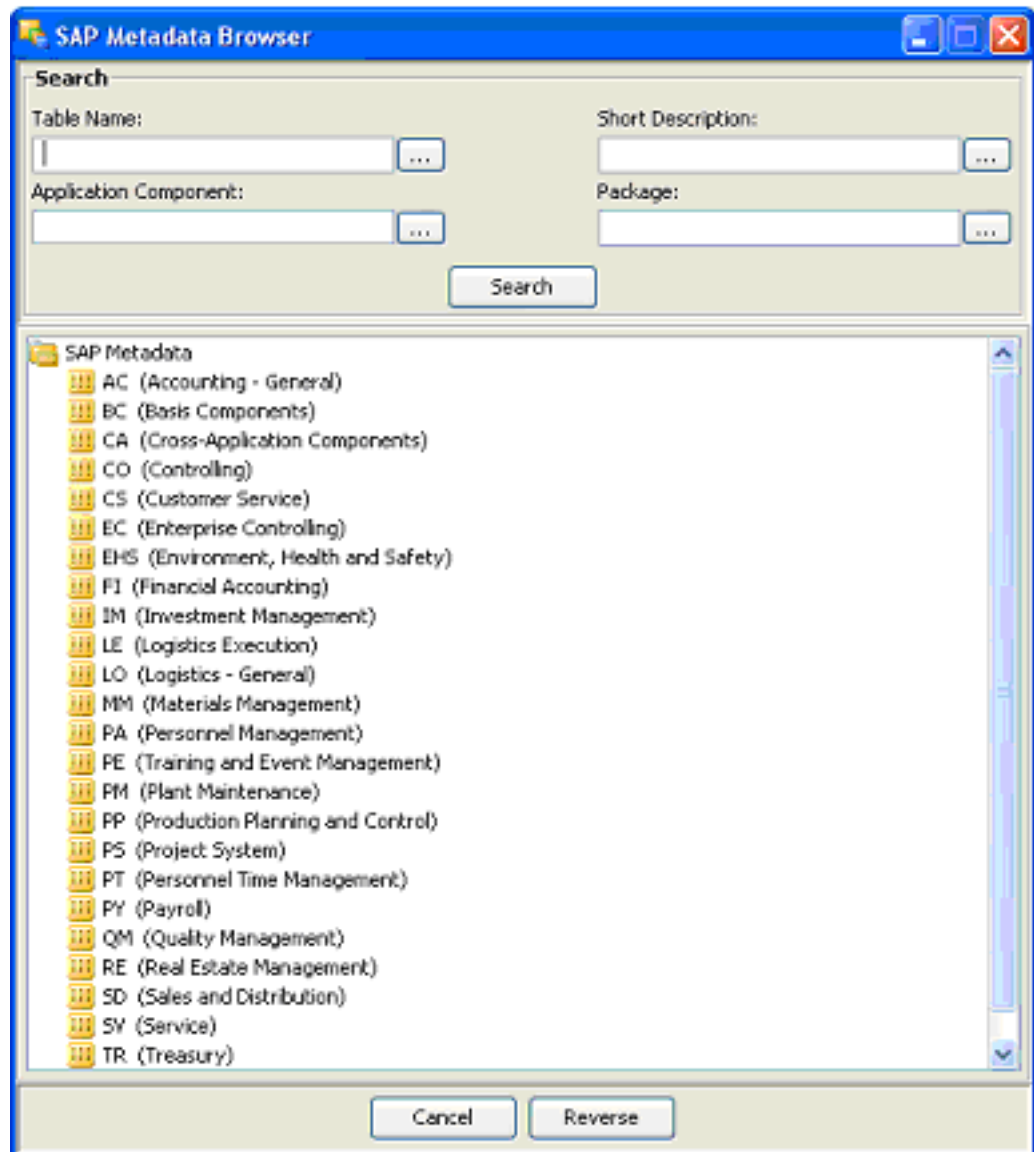 SAP Metadata Browser
Search
Table Name:
Short Description:
...
...
Application Component:
Package:
...
...
Search
SAP Metadata
AC (Accounting - General)
BC (Basis Components)
CA (Cross-Application Components)
CO (Controlling)
CS (Customer Service)
EC (Enterprise Controlling)
EHS (Environment, Health and Safety)
FI (Financial Accounting)
IM (Investment Management)
LE (Logistics Execution)
LO (Logistics - General)
MM (Materials Management)
PA (Personnel Management)
PE (Training and Event Management)
PM (Plant Maintenance)
PP (Production Planning and Control)
PS (Project System)
PT (Personnel Time Management)
PY (Payroll)
QM (Quality Management)
RE (Real Estate Management)
SD (Sales and Distribution)
SV (Service)
TR (Treasury)
Cancel
Reverse